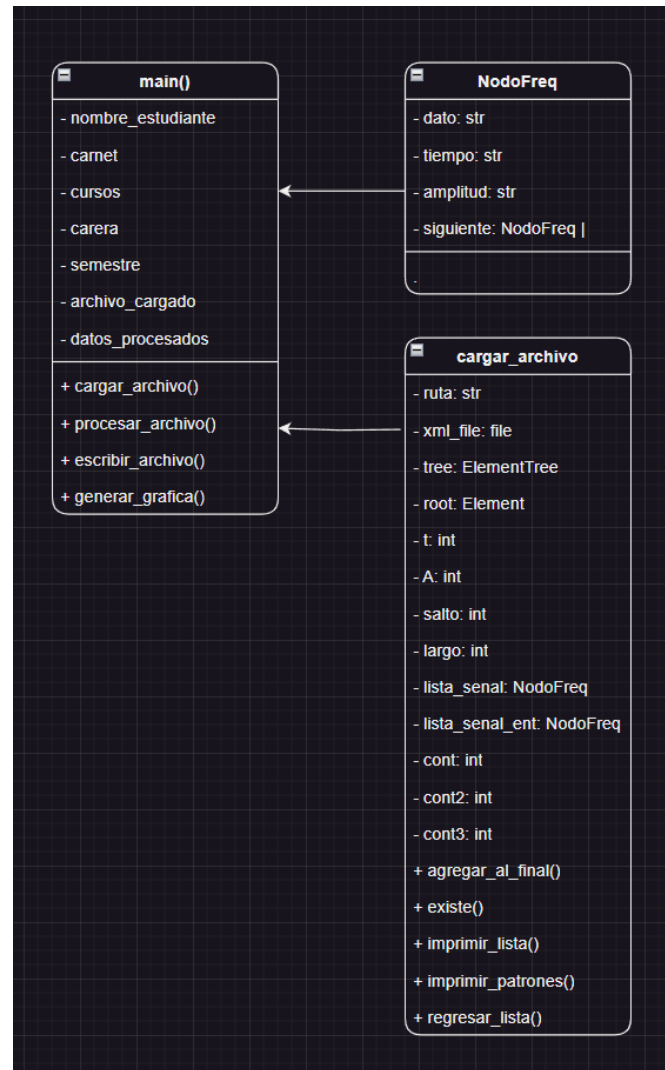 main()
- nombre_estudiante
- carnet
- cursos
- carera
- semestre
- archivo_cargado
- datos_procesados
+ cargar_archivo()
+ procesar_archivo()
+ escribir_archivo()
+ generar_grafica()
NodoFreq
- dato: str
- tiempo: str
- amplitud: str
- siguiente: NodoFreq |
.
cargar_archivo
- ruta: str
- xml_file: file
- tree: ElementTree
- root: Element
- t: int
- A: int
- salto: int
- largo: int
- lista_senal: NodoFreq
- lista_senal_ent: NodoFreq
- cont: int
- cont2: int
- cont3: int
+ agregar_al_final()
+ existe()
+ imprimir_lista()
+ imprimir_patrones()
+ regresar_lista()